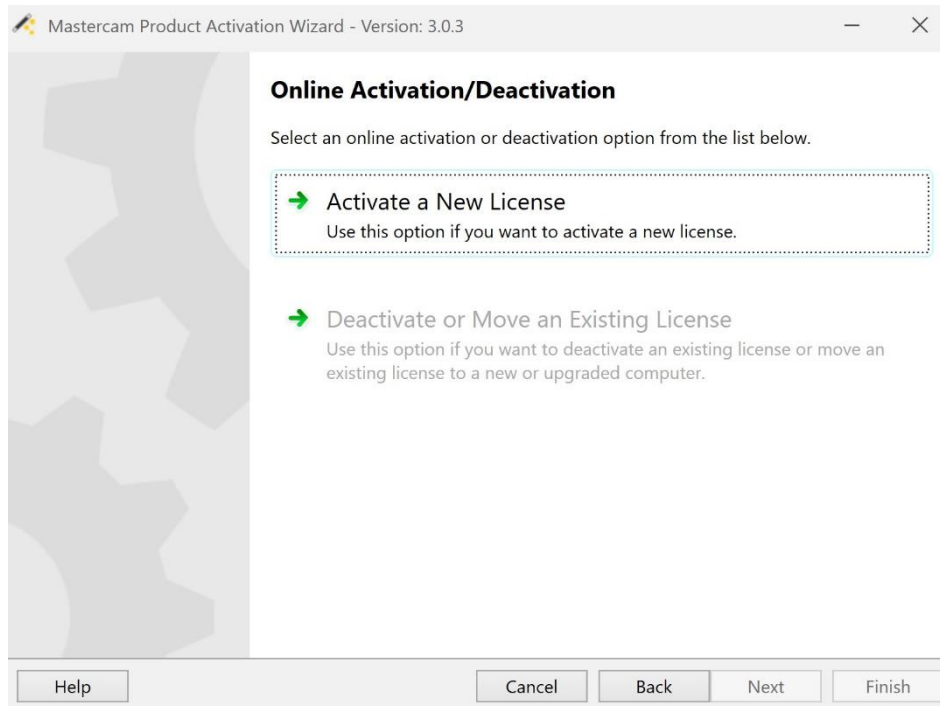 Mastercam Product Activation Wizard - Version: 3.0.3
Online Activation/Deactivation
Select an online activation or deactivation option from the list below.
Activate a New License
Use this option if you want to activate a new license.
Deactivate or Move an Existing License
Use this option if you want to deactivate an existing license or move an
existing license to a new or upgraded computer.
Help
Cancel
Back
Next
Finish